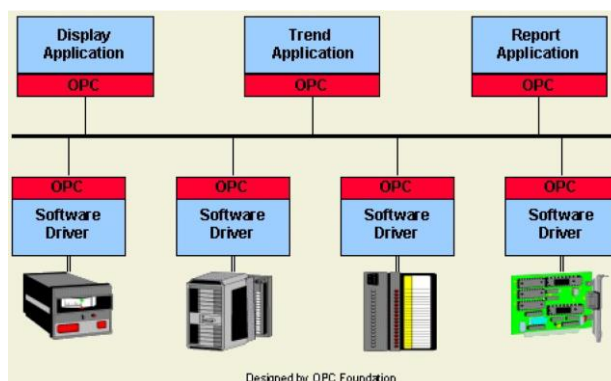 Display
Application
OPC
Trend
Application
OPC
Report
Application
OPC
OPC
Software
Driver
OPC
Software
Driver
OPC
Software
Driver
OPC
Software
Driver
Designed by OPC Foundation